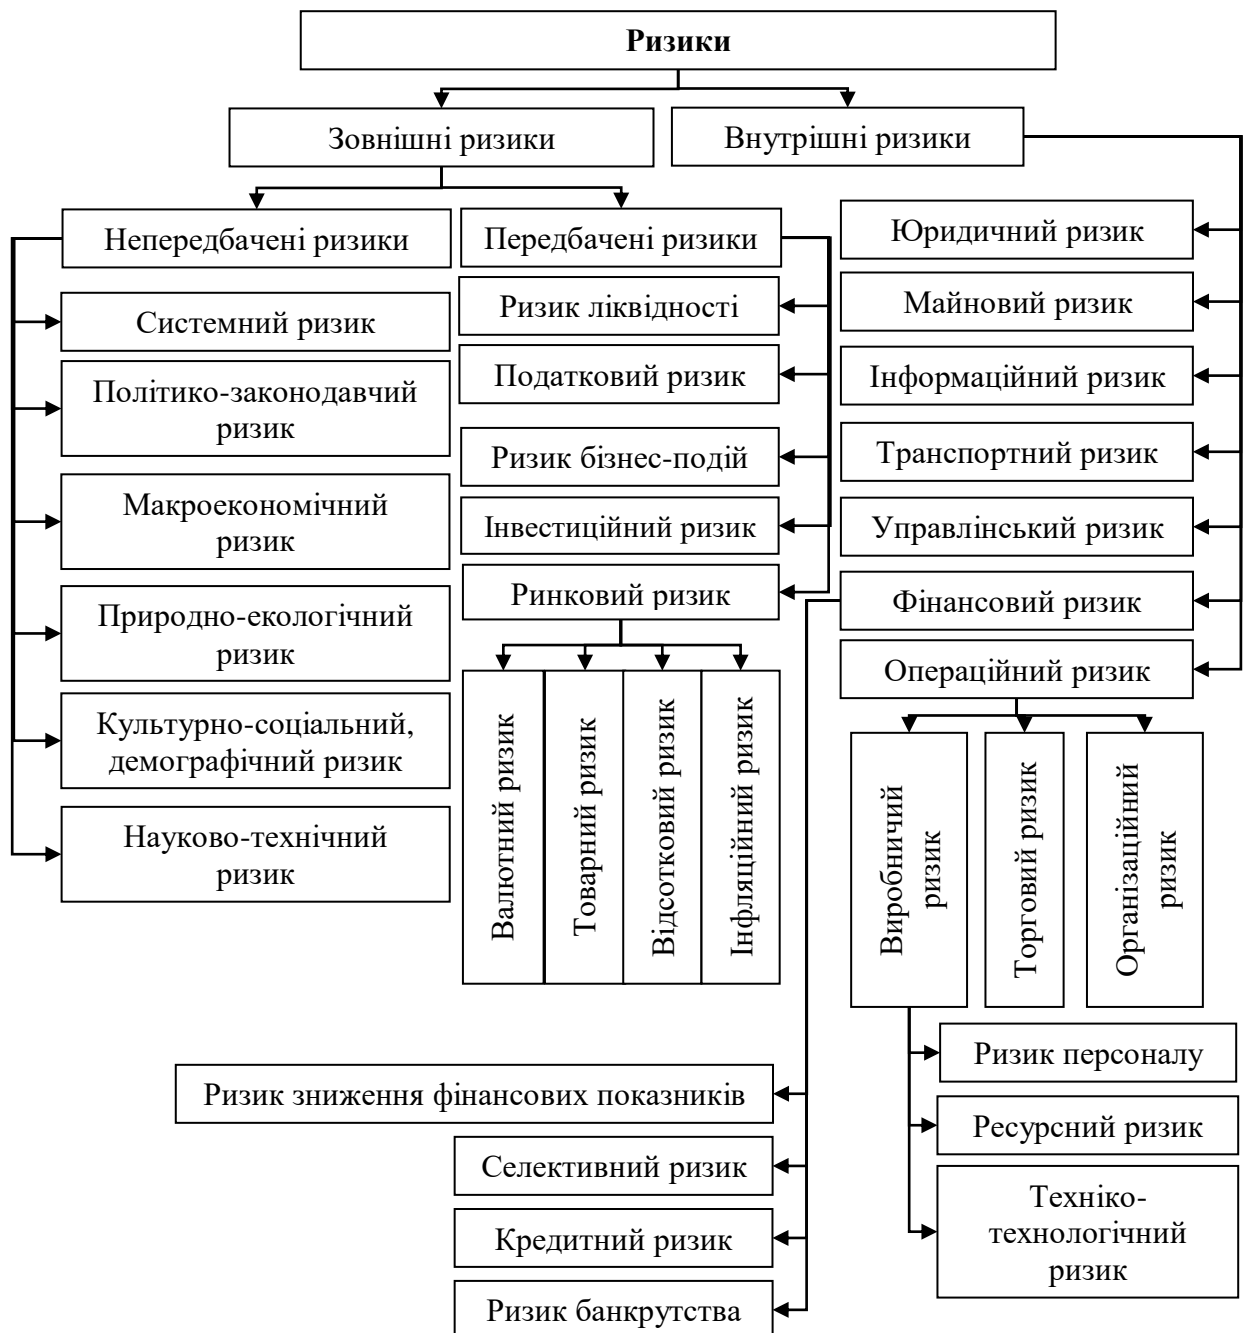 Ризики
Зовнішні ризики
Внутрішні ризики
Непередбачені ризики
Системний ризик
Політико-законодавчий
ризик
Макроекономічний
ризик
Природно-екологічний
ризик
Культурно-соціальний,
демографічний ризик
Науково-технічний
ризик
Передбачені ризики
Ризик ліквідності
Податковий ризик
Ризик бізнес-подій
Інвестиційний ризик
Ринковий ризик
Валютний ризик
Товарний ризик
Відсотковий ризик
Інфляційний ризик
Юридичний ризик
Майновий ризик
Інформаційний ризик
Транспортний ризик
Управлінський ризик
Фінансовий ризик
Операційний ризик
Виробничий
ризик
Торговий ризик
Організаційний
ризик
Ризик персоналу
Ресурсний ризик
Техніко-
технологічний
ризик
Ризик зниження фінансових показників
Селективний ризик
Кредитний ризик
Ризик банкрутства